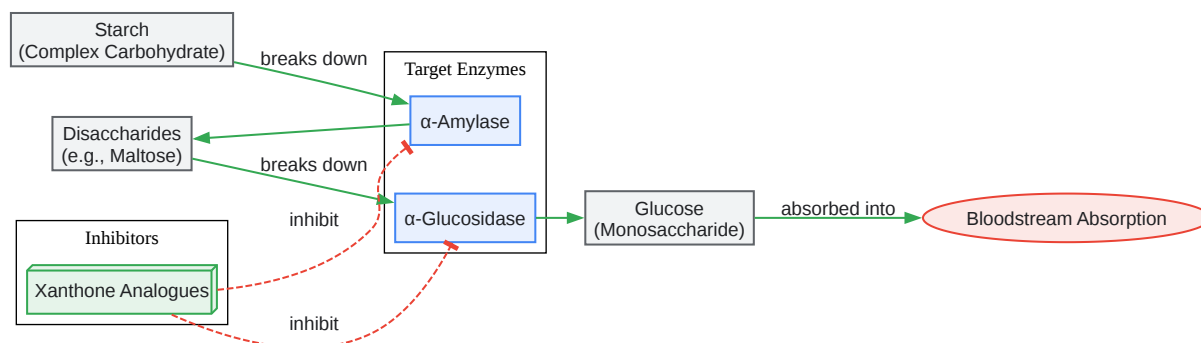 Starch
(Complex Carbohydrate)
breaks down
Target Enzymes
α-Amylase
Disaccharides
(e.g., Maltose)
breaks down
α-Glucosidase
Glucose
(Monosaccharide)
absorbed into
Bloodstream Absorption
inhibit
Inhibitors
Xanthone Analogues
inhibit